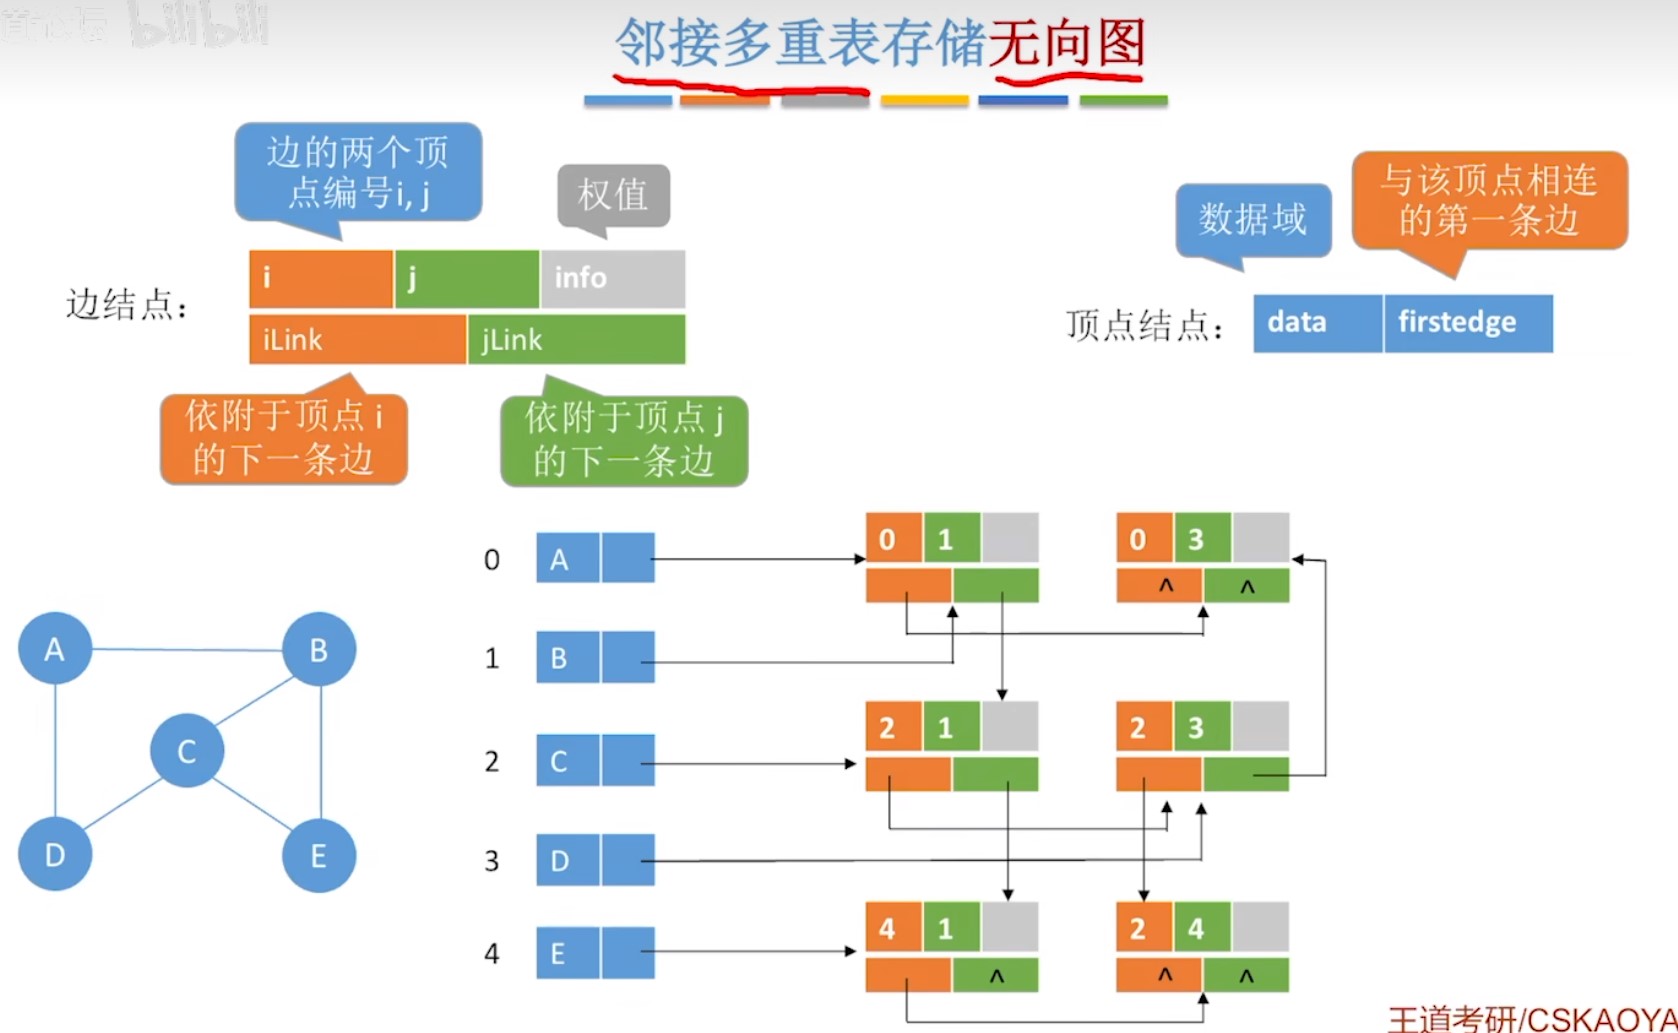 bilibili
邻接多重表存储无向图
边的两个顶
点编号i, j
权值
数据域
与该顶点相连
的第一条边
边结点：
i j info
iLink jLink
顶点结点：
data firstedge
依附于顶点 i
的下一条边
依附于顶点 j
的下一条边
0 A 0 1 0 3
^ ^
1 B
2 C 2 1 2 3
3 D
4 E 4 1 2 4
^ ^ ^
A B
C
D E
王道考研/CSKAOYA